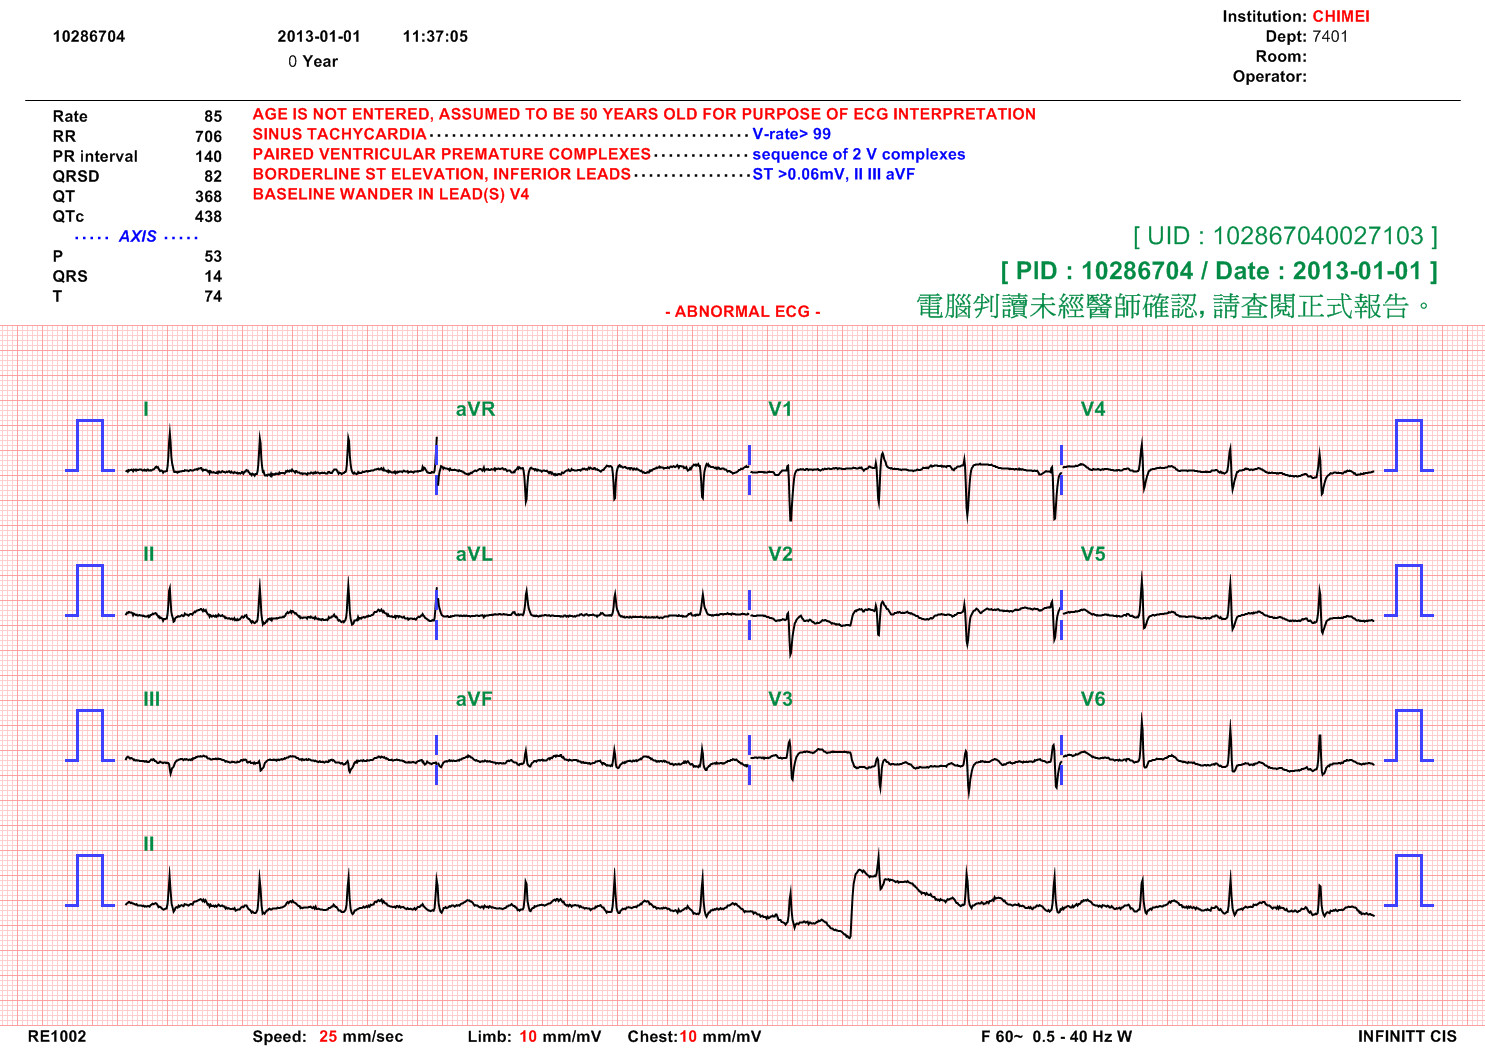 Institution: CHIMEI
10286704 2013-01-01 11:37:05 Dept: 7401
0 Year Room:
Operator:
Rate 85 AGE IS NOT ENTERED, ASSUMED TO BE 50 YEARS OLD FOR PURPOSE OF ECG INTERPRETATION
RR 706 SINUS TACHYCARDIA V-rate> 99
PR interval 140 PAIRED VENTRICULAR PREMATURE COMPLEXES sequence of 2 V complexes
QRSD 82 BORDERLINE ST ELEVATION, INFERIOR LEADS ST >0.06mV, II III aVF
QT 368 BASELINE WANDER IN LEAD(S) V4
QTc 438
AXIS
[ UID : 102867040027103 ]
P 53
QRS 14 [ PID : 10286704 / Date : 2013-01-01 ]
T 74
- ABNORMAL ECG - 電腦判讀未經醫師確認, 請查閱正式報告。
I aVR V1 V4
II aVL V2 V5
III aVF V3 V6
II
RE1002 Speed: 25 mm/sec Limb: 10 mm/mV Chest:10 mm/mV F 60~ 0.5 - 40 Hz W INFINITT CIS